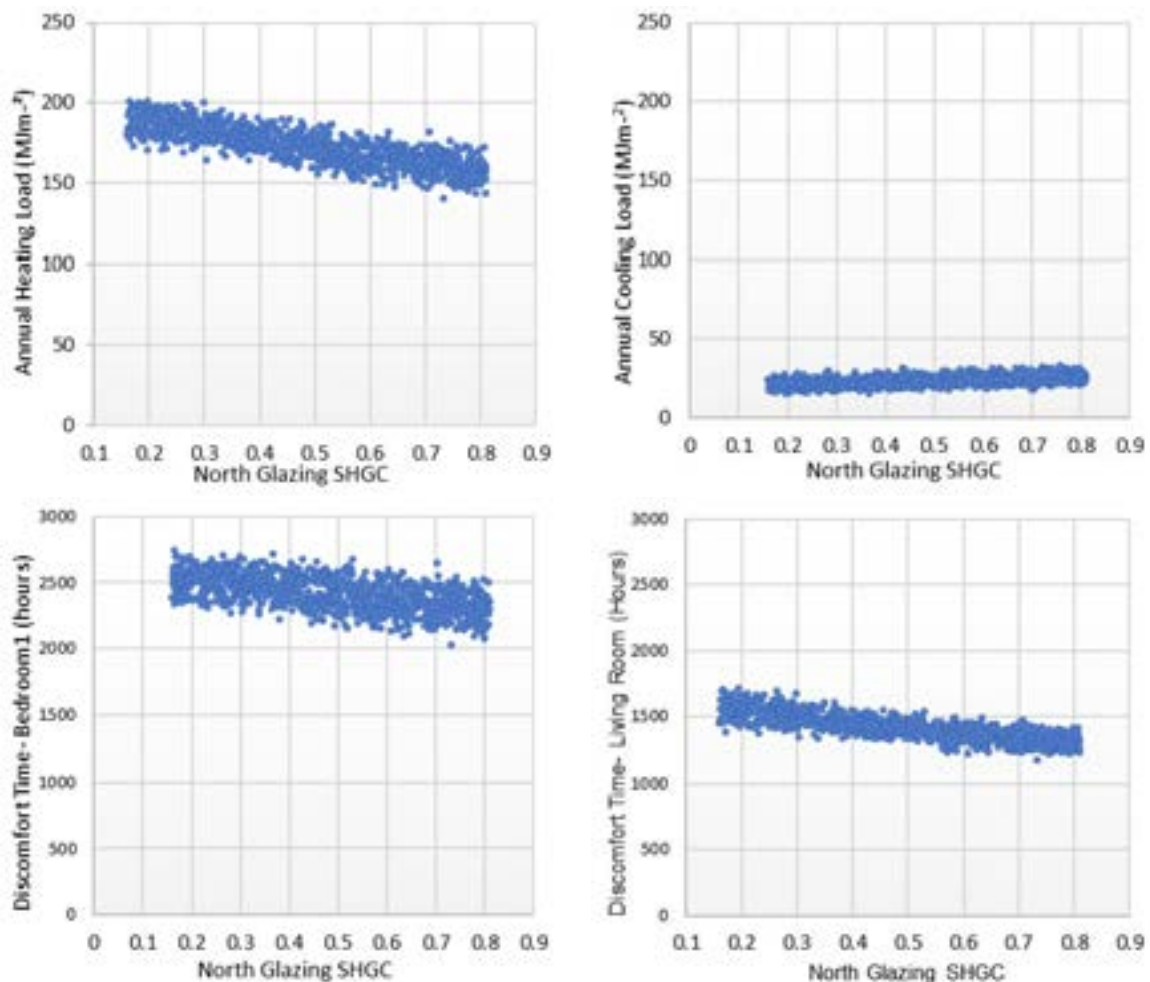 250
200
150
100
50
0
Annual Heating Load (MJm-²)
0.1 0.2 0.3 0.4 0.5 0.6 0.7 0.8 0.9
North Glazing SHGC
250
200
150
100
50
0
Annual Cooling Load (MJm-²)
0 0.1 0.2 0.3 0.4 0.5 0.6 0.7 0.8 0.9
North Glazing SHGC
3000
2500
2000
1500
1000
500
0
Discomfort Time- Bedroom1 (hours)
0 0.1 0.2 0.3 0.4 0.5 0.6 0.7 0.8 0.9
North Glazing SHGC
3000
2500
2000
1500
1000
500
0
Discomfort Time- Living Room (Hours)
0.1 0.2 0.3 0.4 0.5 0.6 0.7 0.8 0.9
North Glazing SHGC